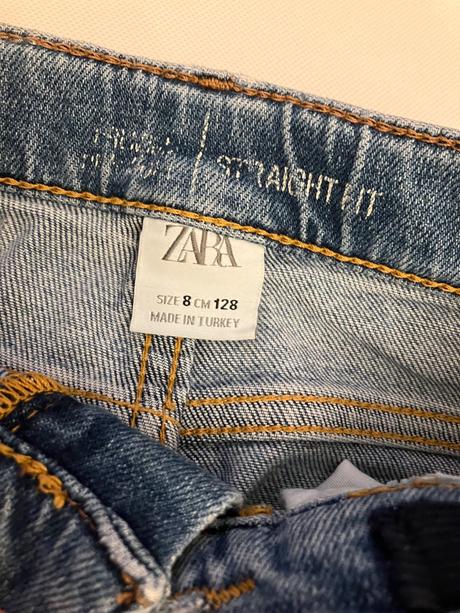 STRAIGHT FIT
ZARA
SIZE 8 CM 128
MADE IN TURKEY